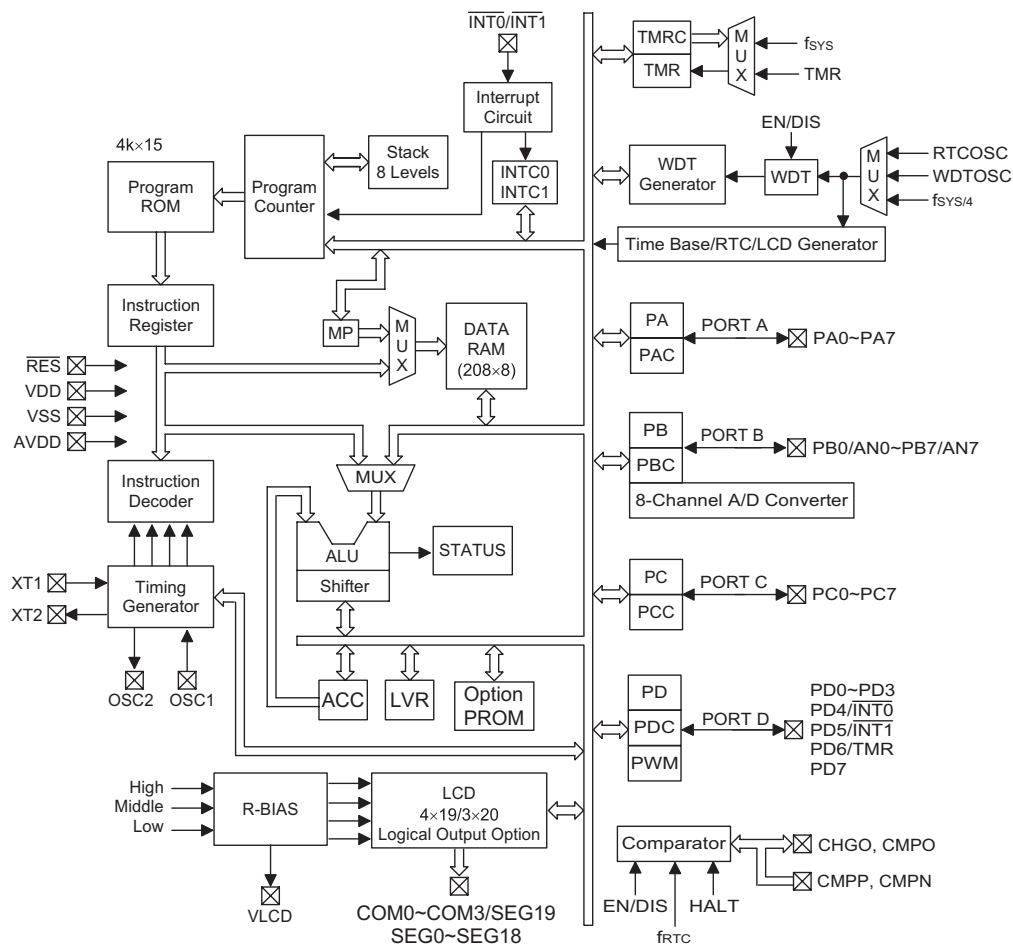 INT0/INT1
Interrupt
Circuit
INTC0
INTC1
Stack
8 Levels
4k×15
Program
ROM
Program
Counter
Instruction
Register
MP
MUX
DATA
RAM
(208×8)
RES
VDD
VSS
AVDD
Instruction
Decoder
MUX
ALU
Shifter
STATUS
XT1
XT2
Timing
Generator
OSC2
OSC1
ACC
LVR
Option
PROM
High
Middle
Low
R-BIAS
VLCD
LCD
4×19/3×20
Logical Output Option
COM0~COM3/SEG19
SEG0~SEG18
TMRC
TMR
MUX
fSYS
TMR
EN/DIS
WDT
Generator
WDT
MUX
RTCOSC
WDTOSC
fSYS/4
Time Base/RTC/LCD Generator
PA
PAC
PORT A
PA0~PA7
PB
PBC
PORT B
PB0/AN0~PB7/AN7
8-Channel A/D Converter
PC
PCC
PORT C
PC0~PC7
PD
PDC
PWM
PORT D
PD0~PD3
PD4/INT0
PD5/INT1
PD6/TMR
PD7
Comparator
CHGO, CMPO
CMPP, CMPN
EN/DIS
HALT
fRTC